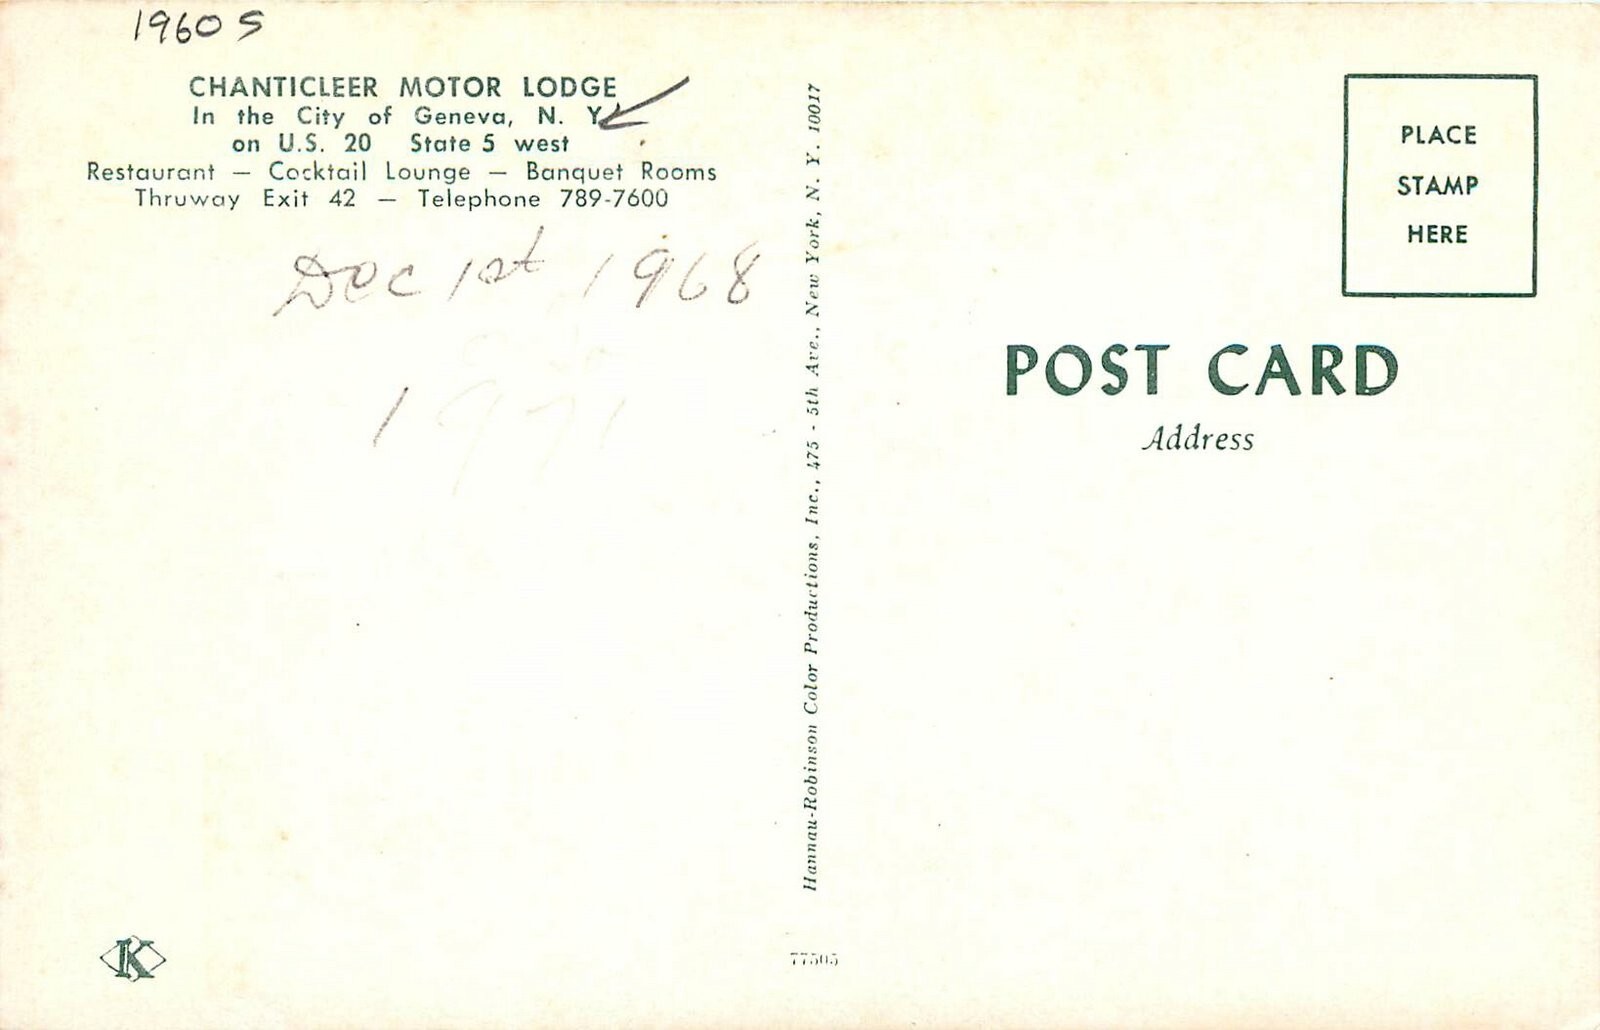 1960s
CHANTICLEER MOTOR LODGE
In the City of Geneva, N. Y.
on U.S. 20 State 5 west
Restaurant — Cocktail Lounge — Banquet Rooms
Thruway Exit 42 — Telephone 789-7600
Dec 1st 1968
1971
Hannau-Robinson Color Productions, Inc., 475 - 5th Ave., New York, N. Y. 10017
PLACE
STAMP
HERE
POST CARD
Address
K
77505